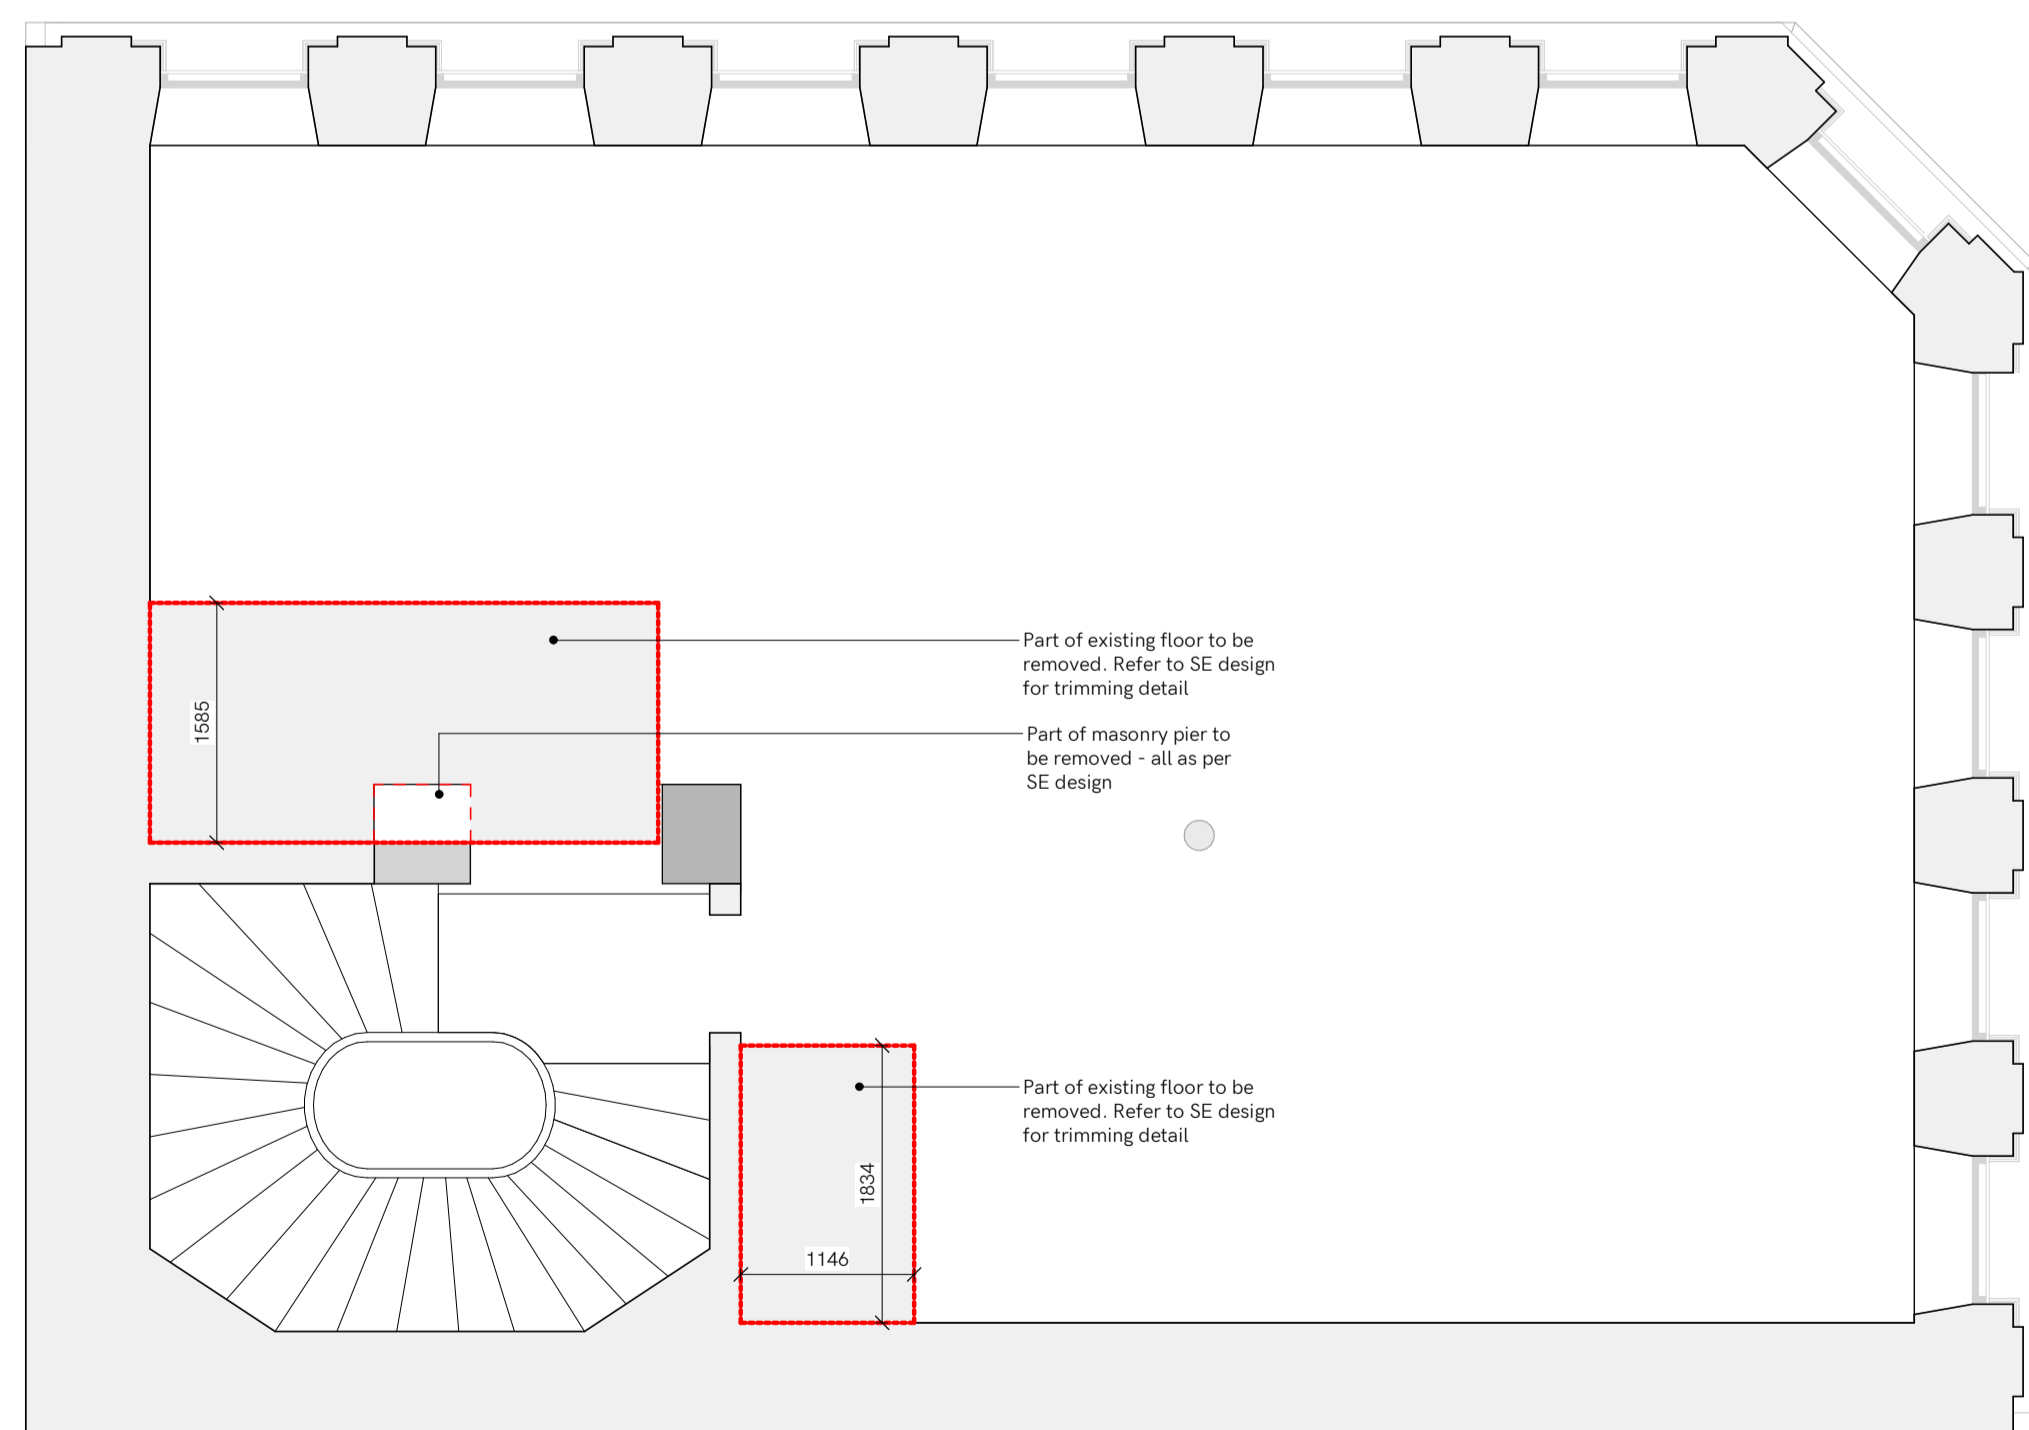 Part of existing floor to be
removed. Refer to SE design
for trimming detail
1585
Part of masonry pier to
be removed - all as per
SE design
Part of existing floor to be
removed. Refer to SE design
for trimming detail
1834
1146